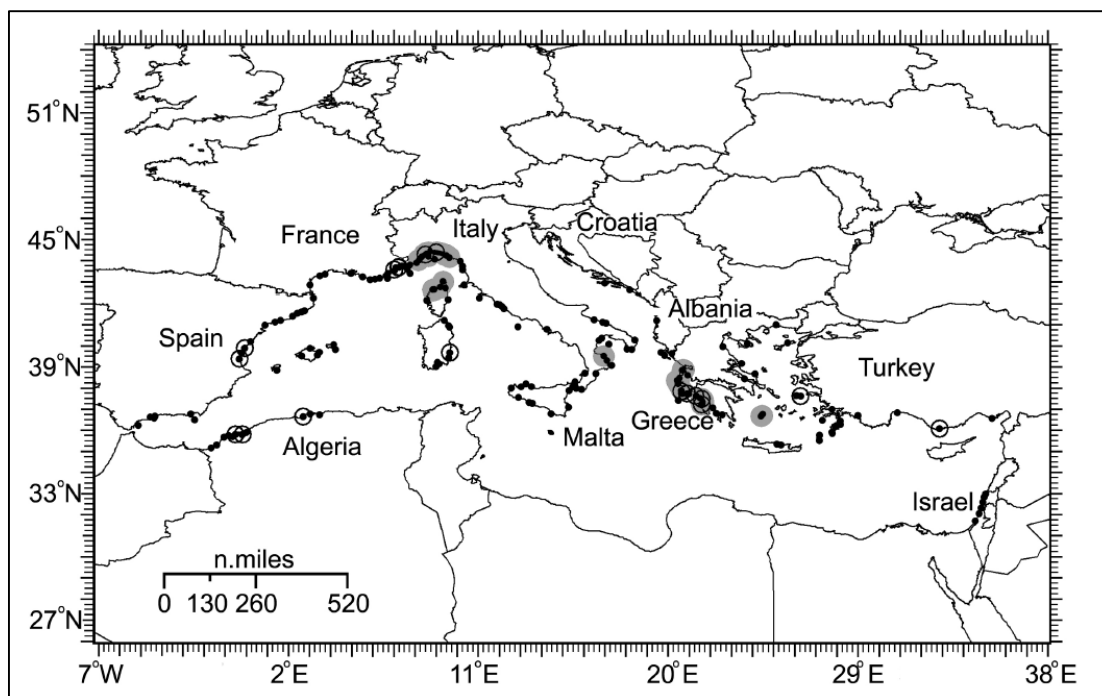 51°N
45°N
39°N
33°N
27°N
France
Italy
Croatia
Spain
Albania
Turkey
Greece
Algeria
Malta
Israel
n.miles
0 130 260 520
7°W 2°E 11°E 20°E 29°E 38°E